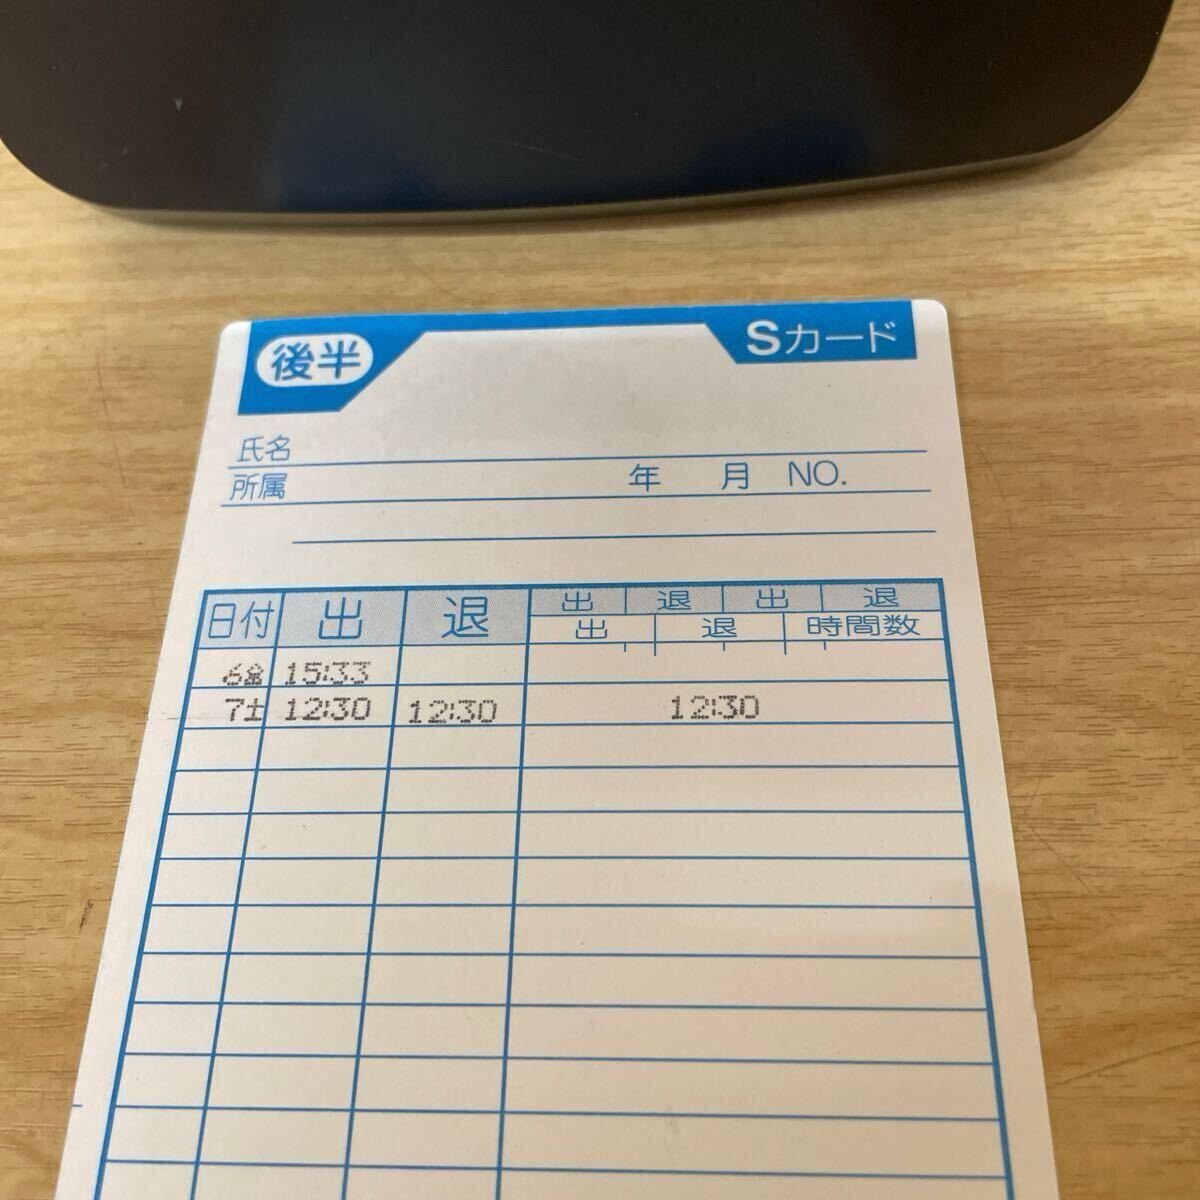 後半 Sカード
氏名
所属 年 月 NO.
日付 出 退 出 退 出 退
出 退 時間数
6金 15:33
7土 12:30 12:30 12:30